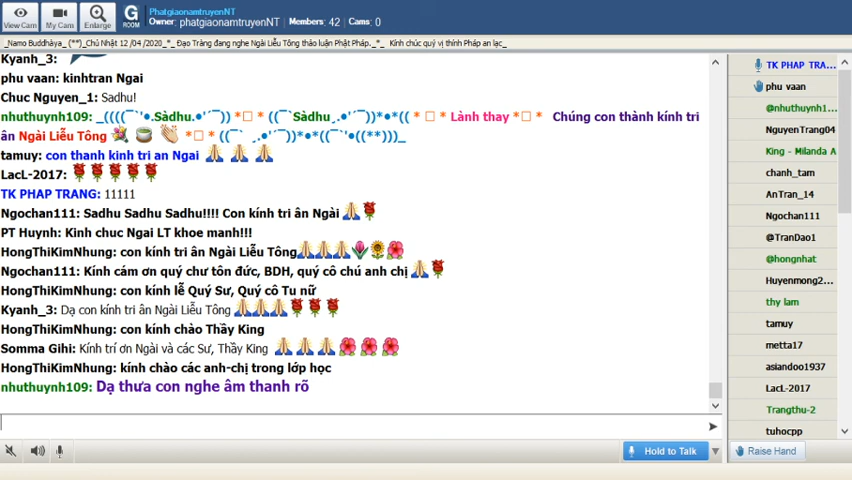 View Cam
My Cam
Enlarge
G
ROOM
PhatgiaonamtruyenNT
Owner: phatgiaonamtruyenNT | Members: 42 | Cams: 0
_Namo Buddhàya_ (**)_Chủ Nhật 12 /04 /2020_*_ Đạo Tràng đang nghe Ngài Liễu Tông thảo luận Phật Pháp._*_ Kính chúc quý vị thính Pháp an lạc_
Kyanh_3:
phu vaan: kinhtran Ngai
Chuc Nguyen_1: Sadhu!
nhuthuynh109: _((((¯`'•.Sàdhu.•'´¯)) *□ * ((¯`Sàdhu¸.•'´¯))*•*(( * □ * Lành thay *□ * Chúng con thành kính tri
ân Ngài Liễu Tông *□ * ((¯` ¸.•'´¯))*•*((¯`'•((**)))_
tamuy: con thanh kinh tri an Ngai
LacL-2017:
TK PHAP TRANG: 11111
Ngochan111: Sadhu Sadhu Sadhu!!!! Con kính tri ân Ngài
PT Huynh: Kinh chuc Ngai LT khoe manh!!!
HongThiKimNhung: con kính tri ân Ngài Liễu Tông
Ngochan111: Kính cám ơn quý chư tôn đức, BDH, quý cô chú anh chị
HongThiKimNhung: con kính lễ Quý Sư, Quý cô Tu nữ
Kyanh_3: Dạ con kính tri ân Ngài Liễu Tông
HongThiKimNhung: con kính chào Thầy King
Somma Gihi: Kính trí ơn Ngài và các Sư, Thầy King
HongThiKimNhung: kính chào các anh-chị trong lớp học
nhuthuynh109: Dạ thưa con nghe âm thanh rõ
Hold to Talk
TK PHAP TRA...
phu vaan
@nhuthuynh1...
NguyenTrang04
King - Milanda A
chanh_tam
AnTran_14
Ngochan111
@TranDao1
@hongnhat
Huyenmong2...
thy lam
tamuy
metta17
asiandoo1937
LacL-2017
Trangthu-2
tuhocpp
Raise Hand